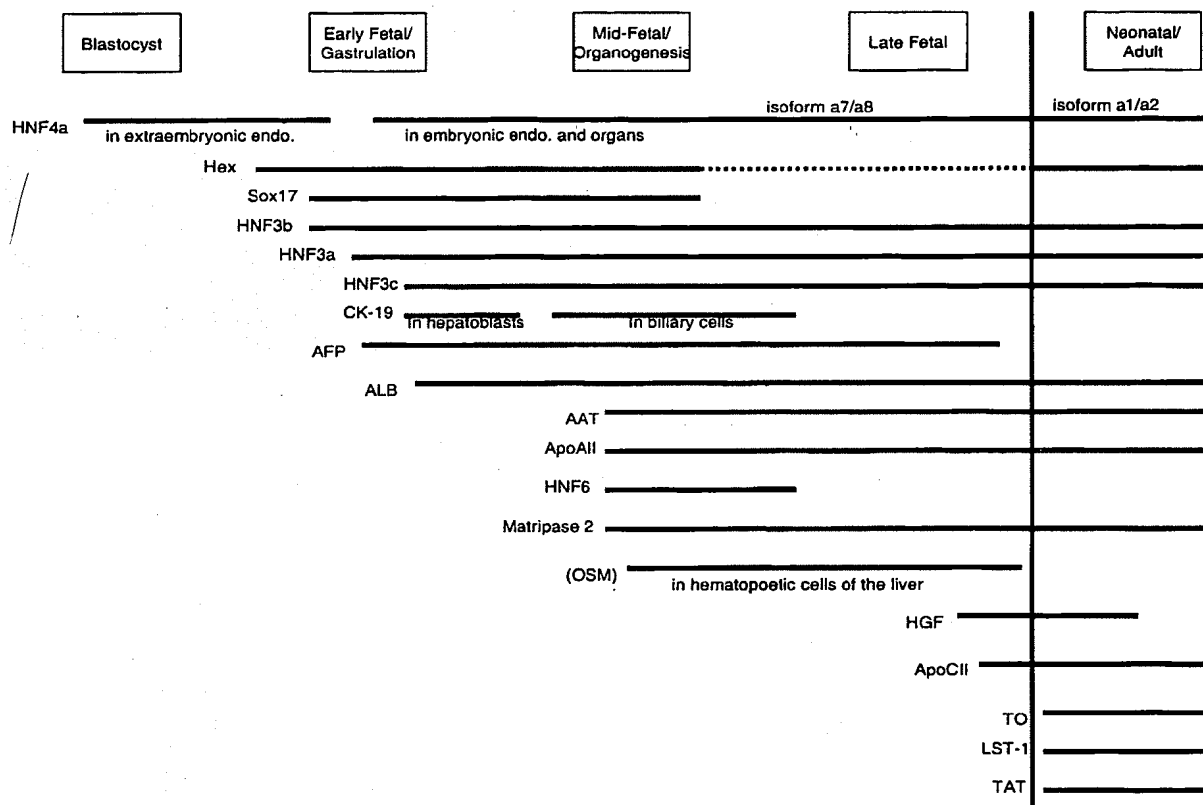 Blastocyst
Early Fetal/
Gastrulation
Mid-Fetal/
Organogenesis
Late Fetal
Neonatal/
Adult
isoform a7/a8
isoform a1/a2
HNF4a
in extraembryonic endo.
in embryonic endo. and organs
Hex
Sox17
HNF3b
HNF3a
HNF3c
CK-19
in hepatoblasts
in biliary cells
AFP
ALB
AAT
ApoAII
HNF6
Matripase 2
(OSM)
in hematopoetic cells of the liver
HGF
ApoCII
TO
LST-1
TAT